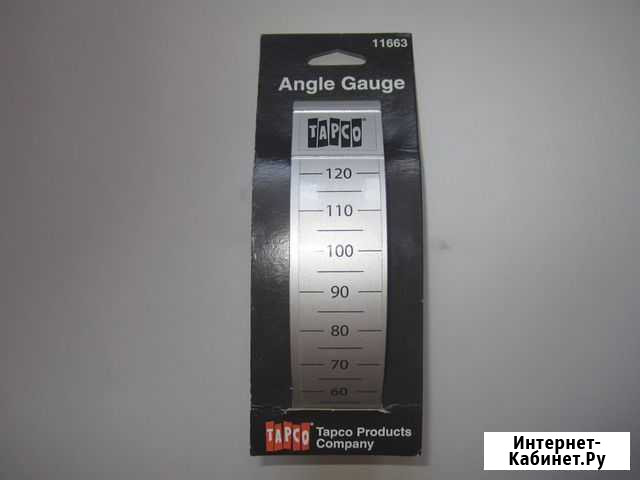 11663
Angle Gauge
TAPCO®
120
110
100
90
80
70
60
TAPCO®
Tapco Products
Company
Интернет-
Кабинет.Ру